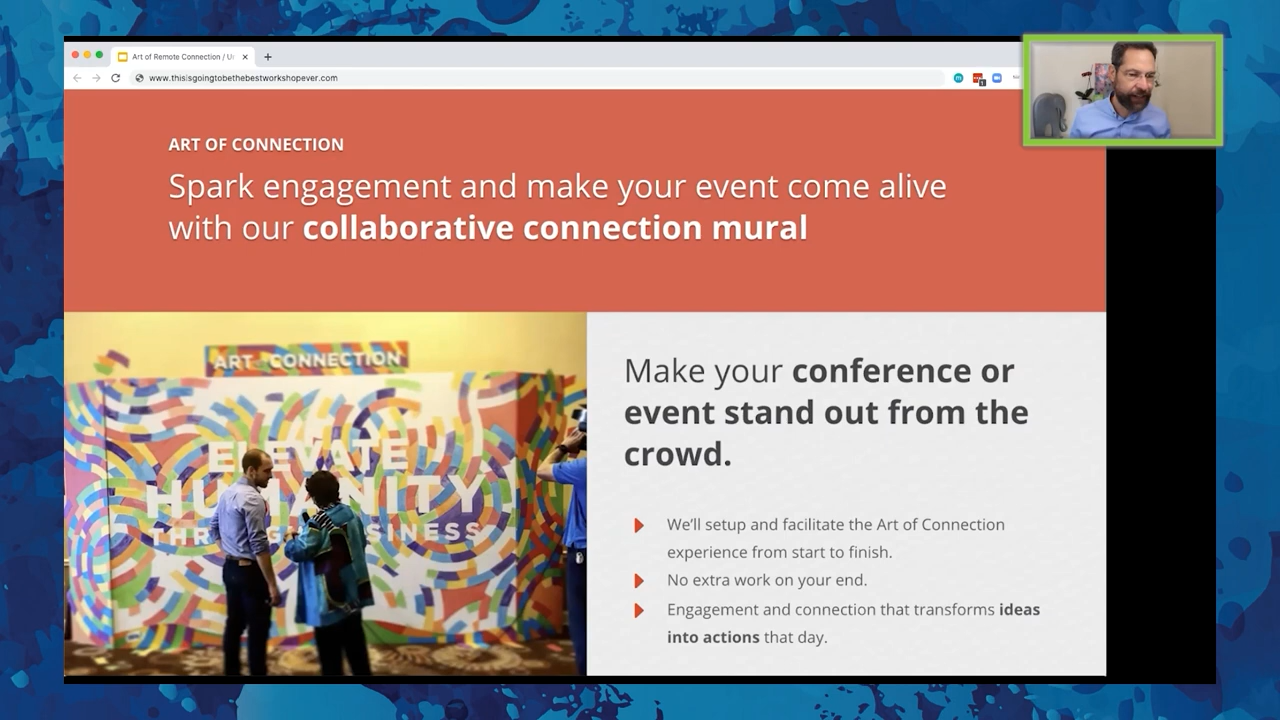 Art of Remote Connection / U
www.thisisgoingtobethebestworkshopever.com
ART OF CONNECTION
Spark engagement and make your event come alive
with our collaborative connection mural
ART CONNECTION
ELEVATE
HUMANITY
THROUGH BUSINESS
Make your conference or
event stand out from the
crowd.
We'll setup and facilitate the Art of Connection
experience from start to finish.
No extra work on your end.
Engagement and connection that transforms ideas
into actions that day.